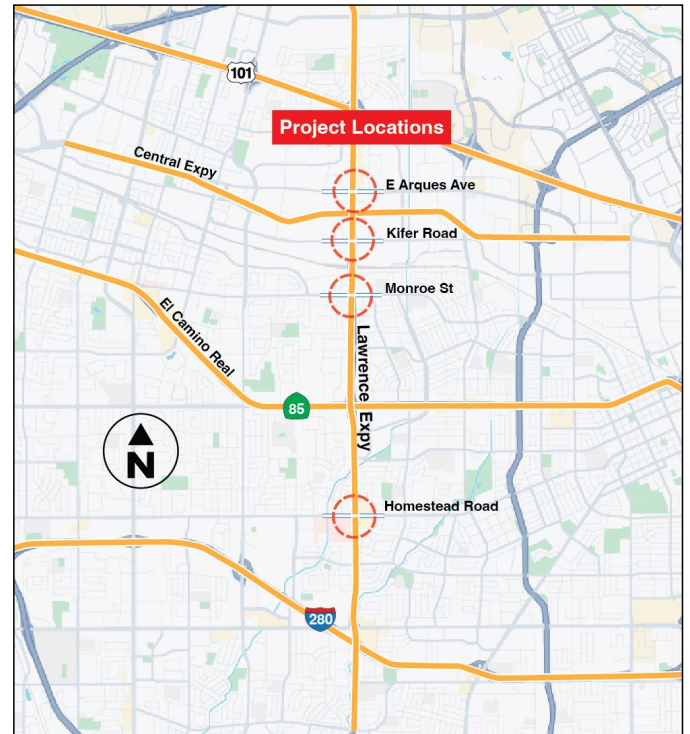 101
Project Locations
Central Expy
E Arques Ave
Kifer Road
Monroe St
El Camino Real
Lawrence Expy
85
N
Homestead Road
280